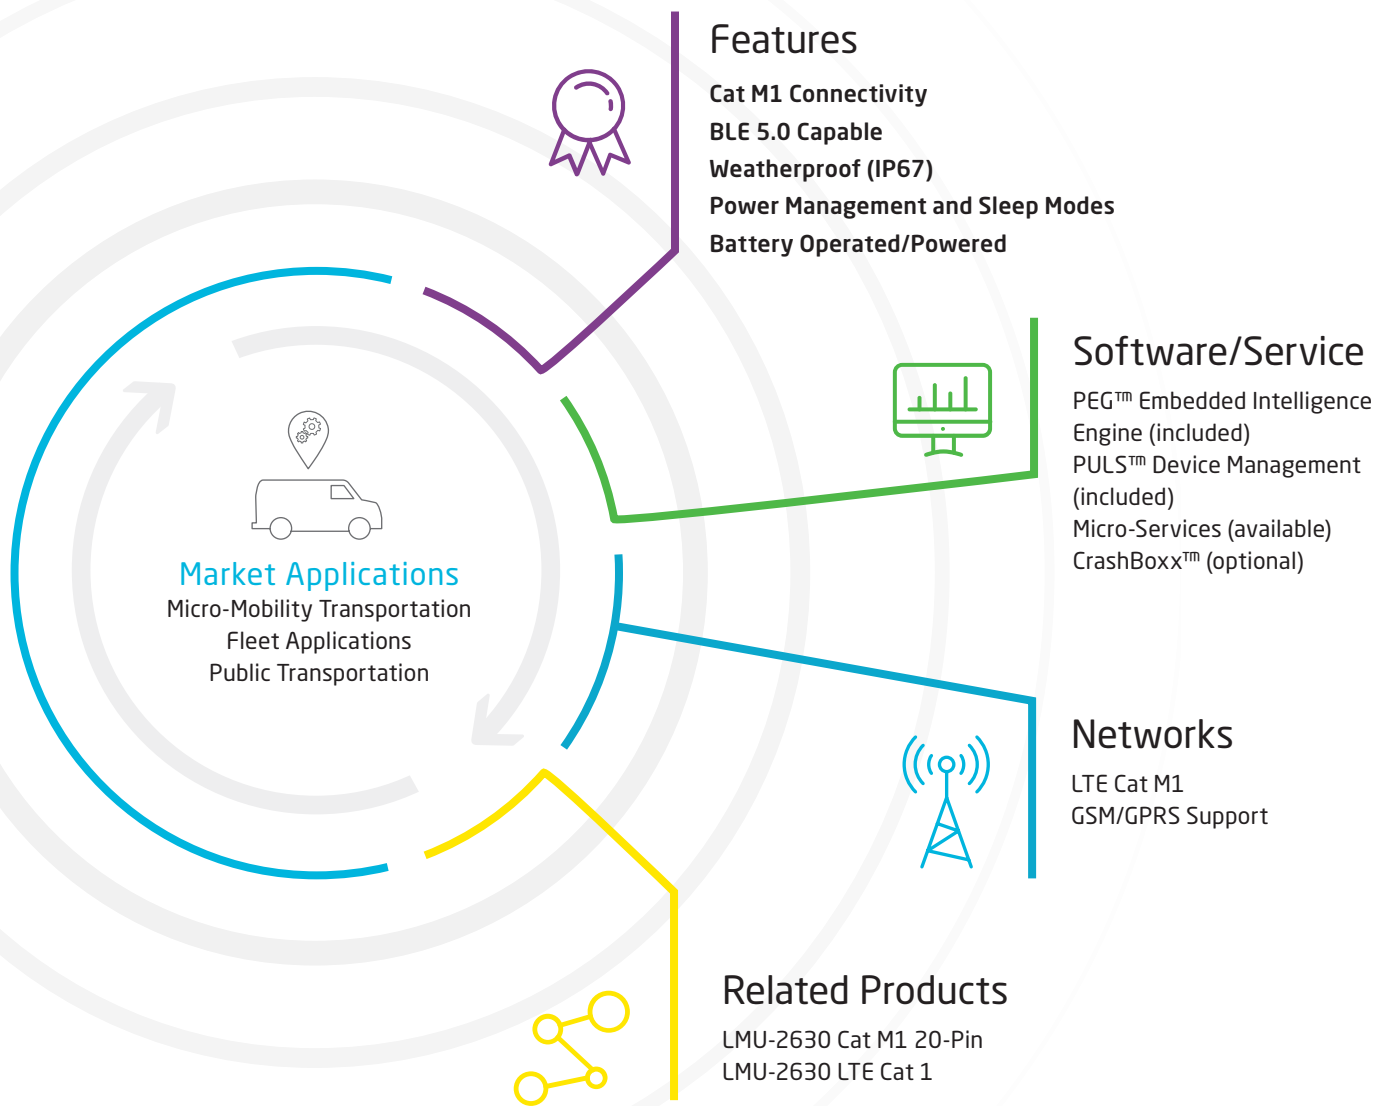 Features
Cat M1 Connectivity
BLE 5.0 Capable
Weatherproof (IP67)
Power Management and Sleep Modes
Battery Operated/Powered
Software/Service
PEG™ Embedded Intelligence
Engine (included)
PULS™ Device Management
(included)
Micro-Services (available)
CrashBoxx™ (optional)
Market Applications
Micro-Mobility Transportation
Fleet Applications
Public Transportation
Networks
LTE Cat M1
GSM/GPRS Support
Related Products
LMU-2630 Cat M1 20-Pin
LMU-2630 LTE Cat 1